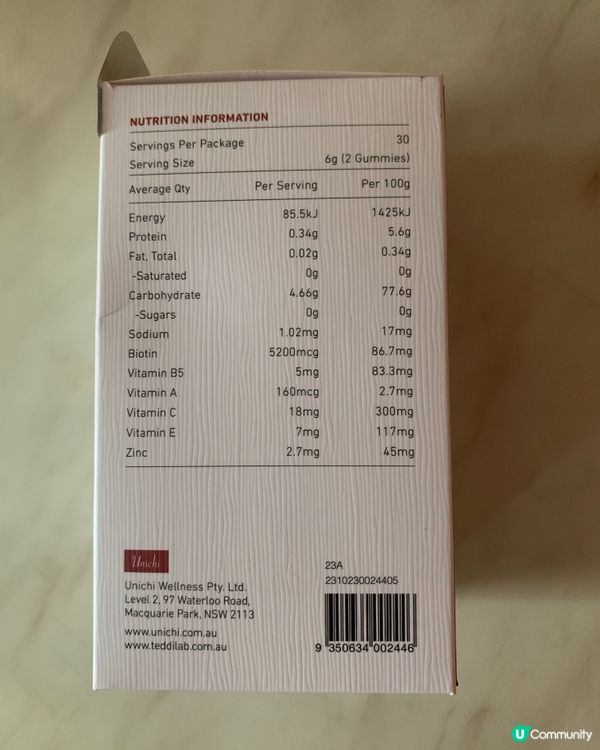 NUTRITION INFORMATION
Servings Per Package 30
Serving Size 6g (2 Gummies)
Average Qty Per Serving Per 100g
Energy 85.5kJ 1425kJ
Protein 0.34g 5.6g
Fat, Total 0.02g 0.34g
-Saturated 0g 0g
Carbohydrate 4.66g 77.6g
-Sugars 0g 0g
Sodium 1.02mg 17mg
Biotin 5200mcg 86.7mg
Vitamin B5 5mg 83.3mg
Vitamin A 160mcg 2.7mg
Vitamin C 18mg 300mg
Vitamin E 7mg 117mg
Zinc 2.7mg 45mg
Unichi
Unichi Wellness Pty. Ltd.
Level 2, 97 Waterloo Road,
Macquarie Park, NSW 2113
www.unichi.com.au
www.teddilab.com.au
23A
2310230024405
9 350634 002446
U Community